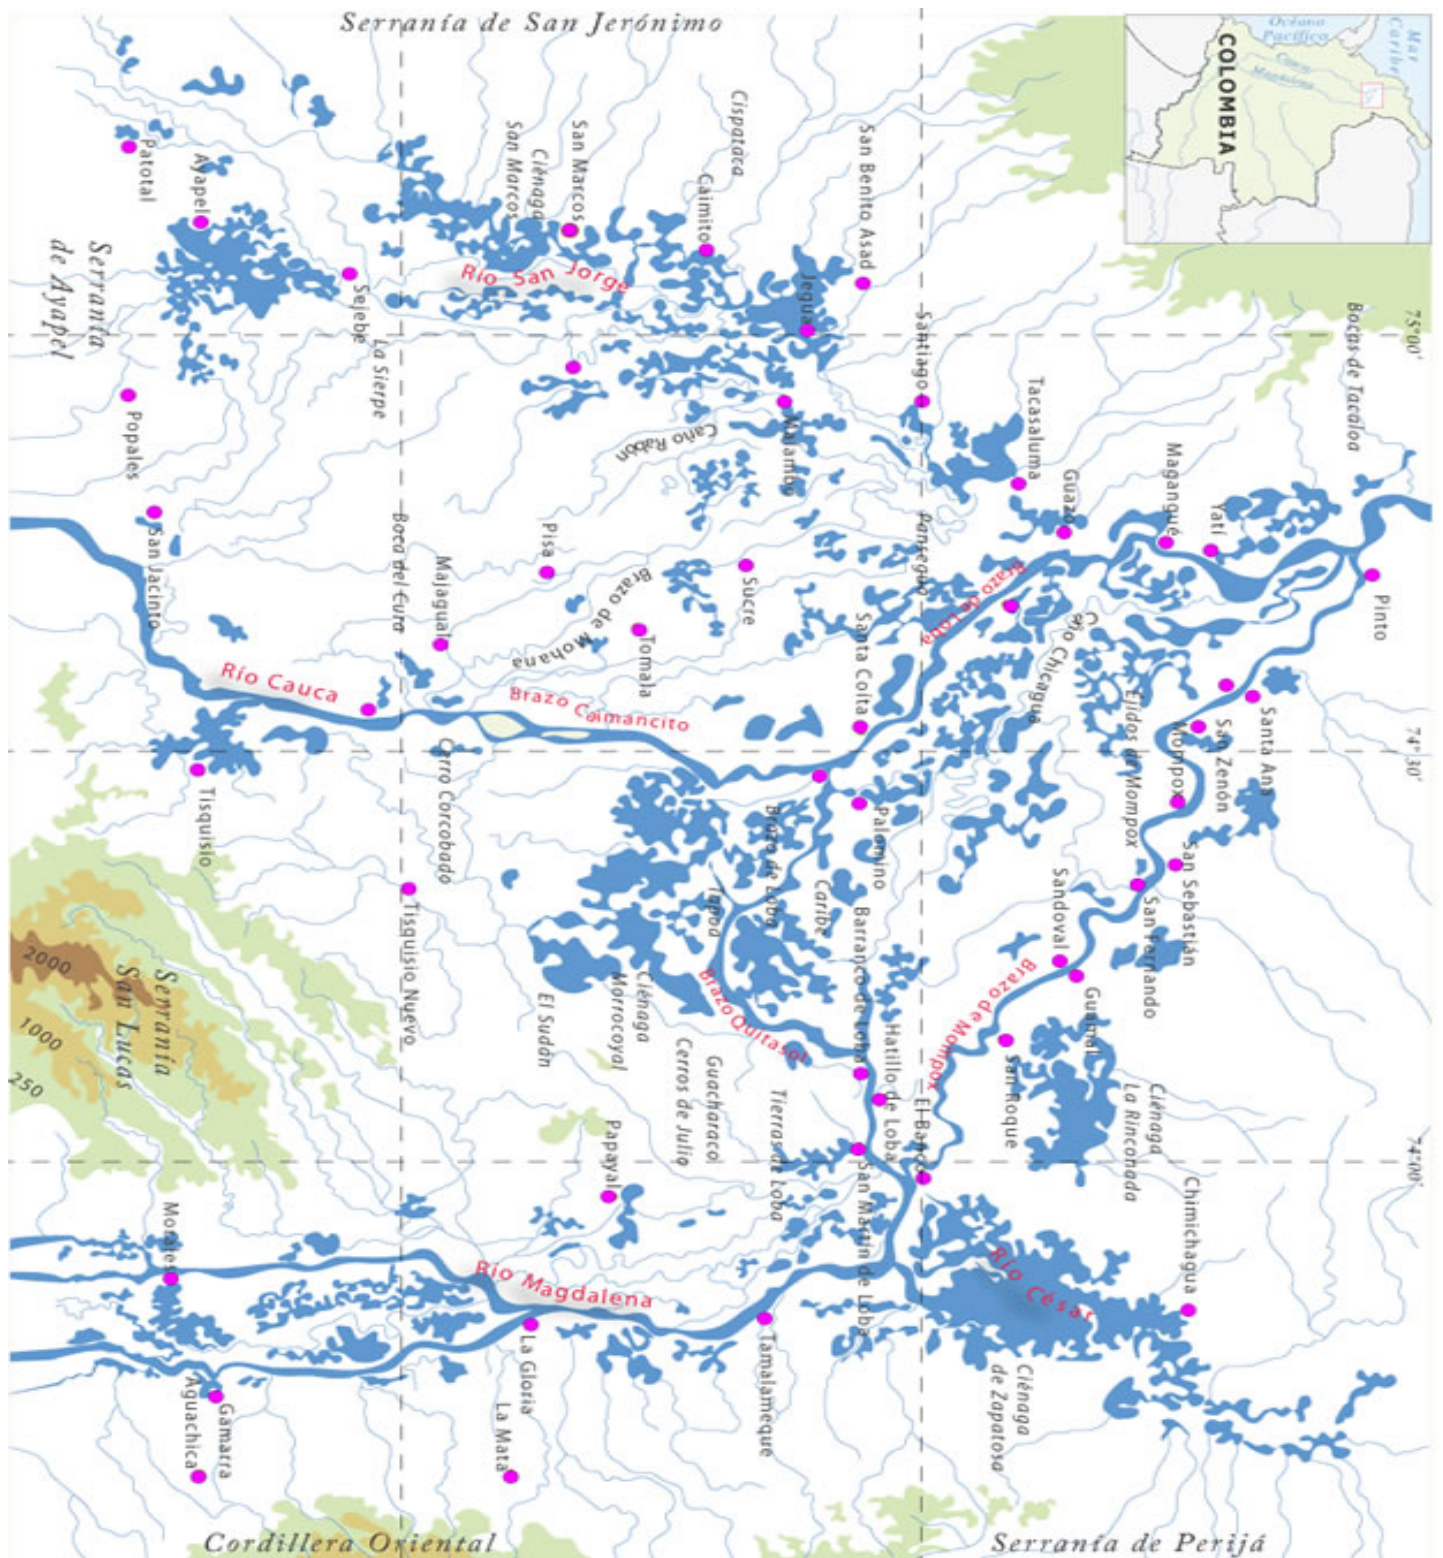 Serranía de San Jerónimo
Océano
Pacífico
Mar
Caribe
Cauca
Magdalena
COLOMBIA
75°00'
74°30'
74°00'
Patotal
Ayapel
Serranía
de Ayapel
Sejebe
La Sierpe
Popales
San Jacinto
San Marcos
Ciénaga
San Marcos
Cispataca
Caimito
San Benito Asad
Jegua
Río San Jorge
Santiago
Malambo
Caño Rabón
Tacasaluma
Guazo
Magangué
Yatí
Bocas de Tacaloa
Pinto
Pansegua
Boca del Cura
Majagual
Pisa
Brazo de Mohana
Tomala
Sucre
Santa Coíta
Brazo de Loba
Caño Chicagua
Ejidos de Mompox
Mompox
San Zenón
Santa Ana
Río Cauca
Brazo Caimancito
Tisquisio
Cerro Corcobado
Tisquisio Nuevo
Palomino
Brazo de Loba
Caribe
Tapoa
Barranco de Loba
Sandoval
San Fernando
San Sebastián
Guamal
Brazo de Mompox
San Roque
Ciénaga
La Rinconada
Brazo Quitasol
Ciénaga
Morrocoyal
El Sudán
Guacharaco
Cerros de Julio
Tierras de Loba
Hatillo de Loba
El Banco
San Martín de Loba
2000
1000
250
Serranía
San Lucas
Papayal
Morales
Río Magdalena
La Gloria
La Mata
Gamarra
Aguachica
Tamalameque
Río César
Chimichagua
Ciénaga
de Zapatosa
Cordillera Oriental
Serranía de Perijá